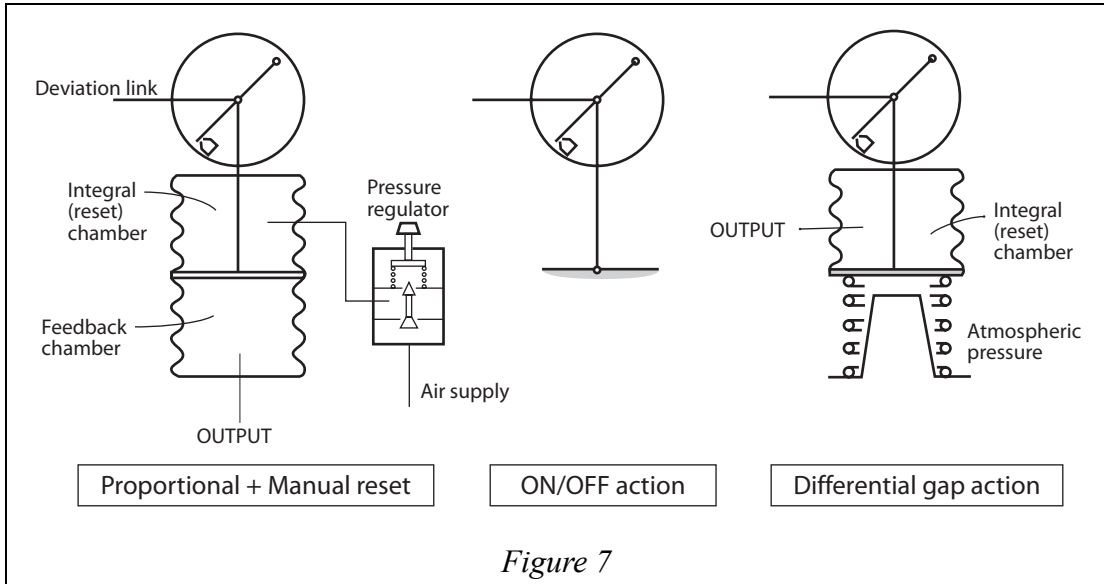 Deviation link
Integral
(reset)
chamber
Pressure
regulator
Feedback
chamber
Air supply
OUTPUT
OUTPUT
Integral
(reset)
chamber
Atmospheric
pressure
Proportional + Manual reset
ON/OFF action
Differential gap action
Figure 7